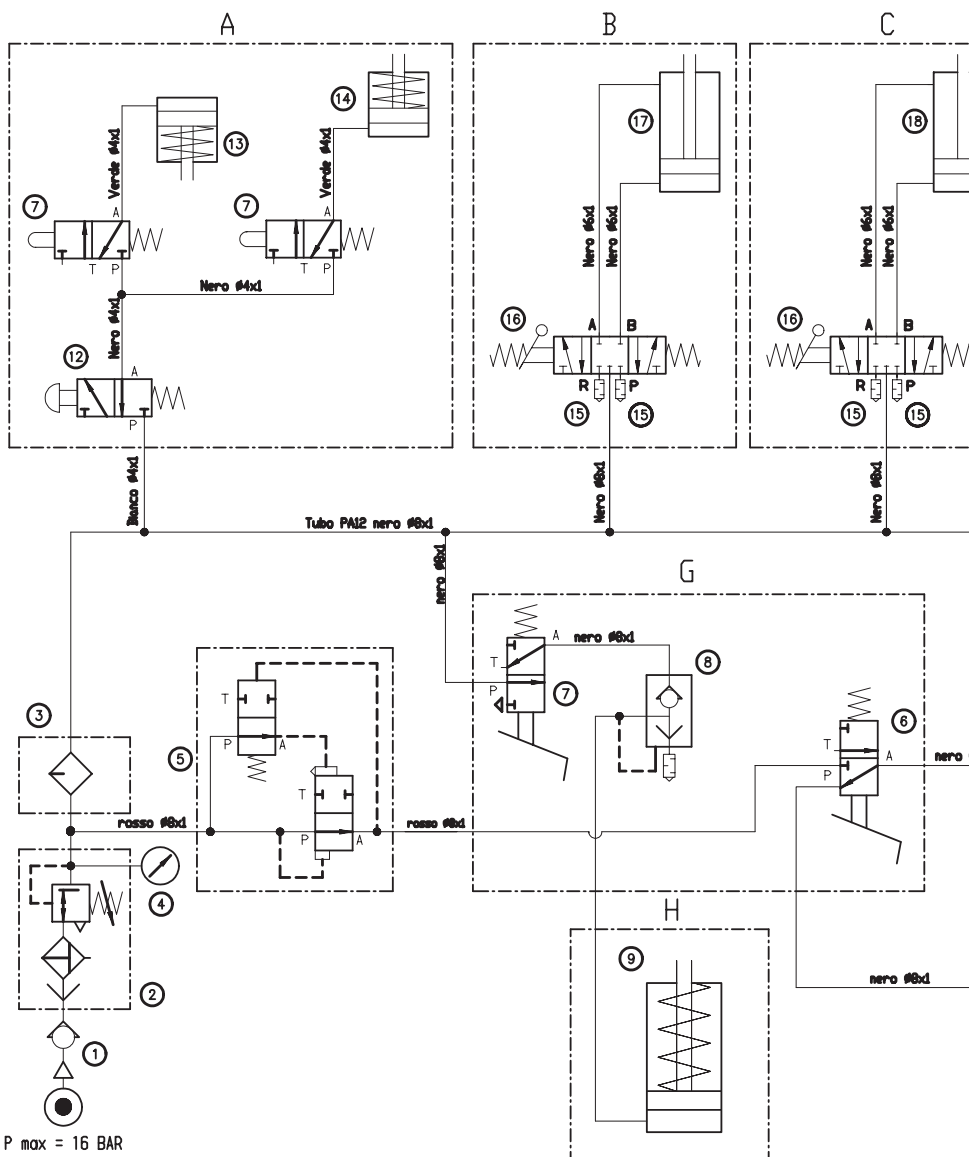 A
B
C
14
13
17
18
Verde Ø4x1
Verde Ø4x1
7
7
A
A
T P
T P
Nero Ø4x1
Nero Ø4x1
Nero Ø6x1
Nero Ø6x1
Nero Ø6x1
Nero Ø6x1
16
A B
16
A B
12
A
P
R P
R P
15
15
15
15
Bianco Ø4x1
Nero Ø8x1
Nero Ø8x1
Tubo PA12 nero Ø8x1
nero Ø8x1
G
A
nero Ø8x1
T
P
7
8
3
5
T
P A
6
T
A
P
nero
T
P A
rosso Ø8x1
rosso Ø8x1
4
2
H
9
nero Ø8x1
1
P max = 16 BAR